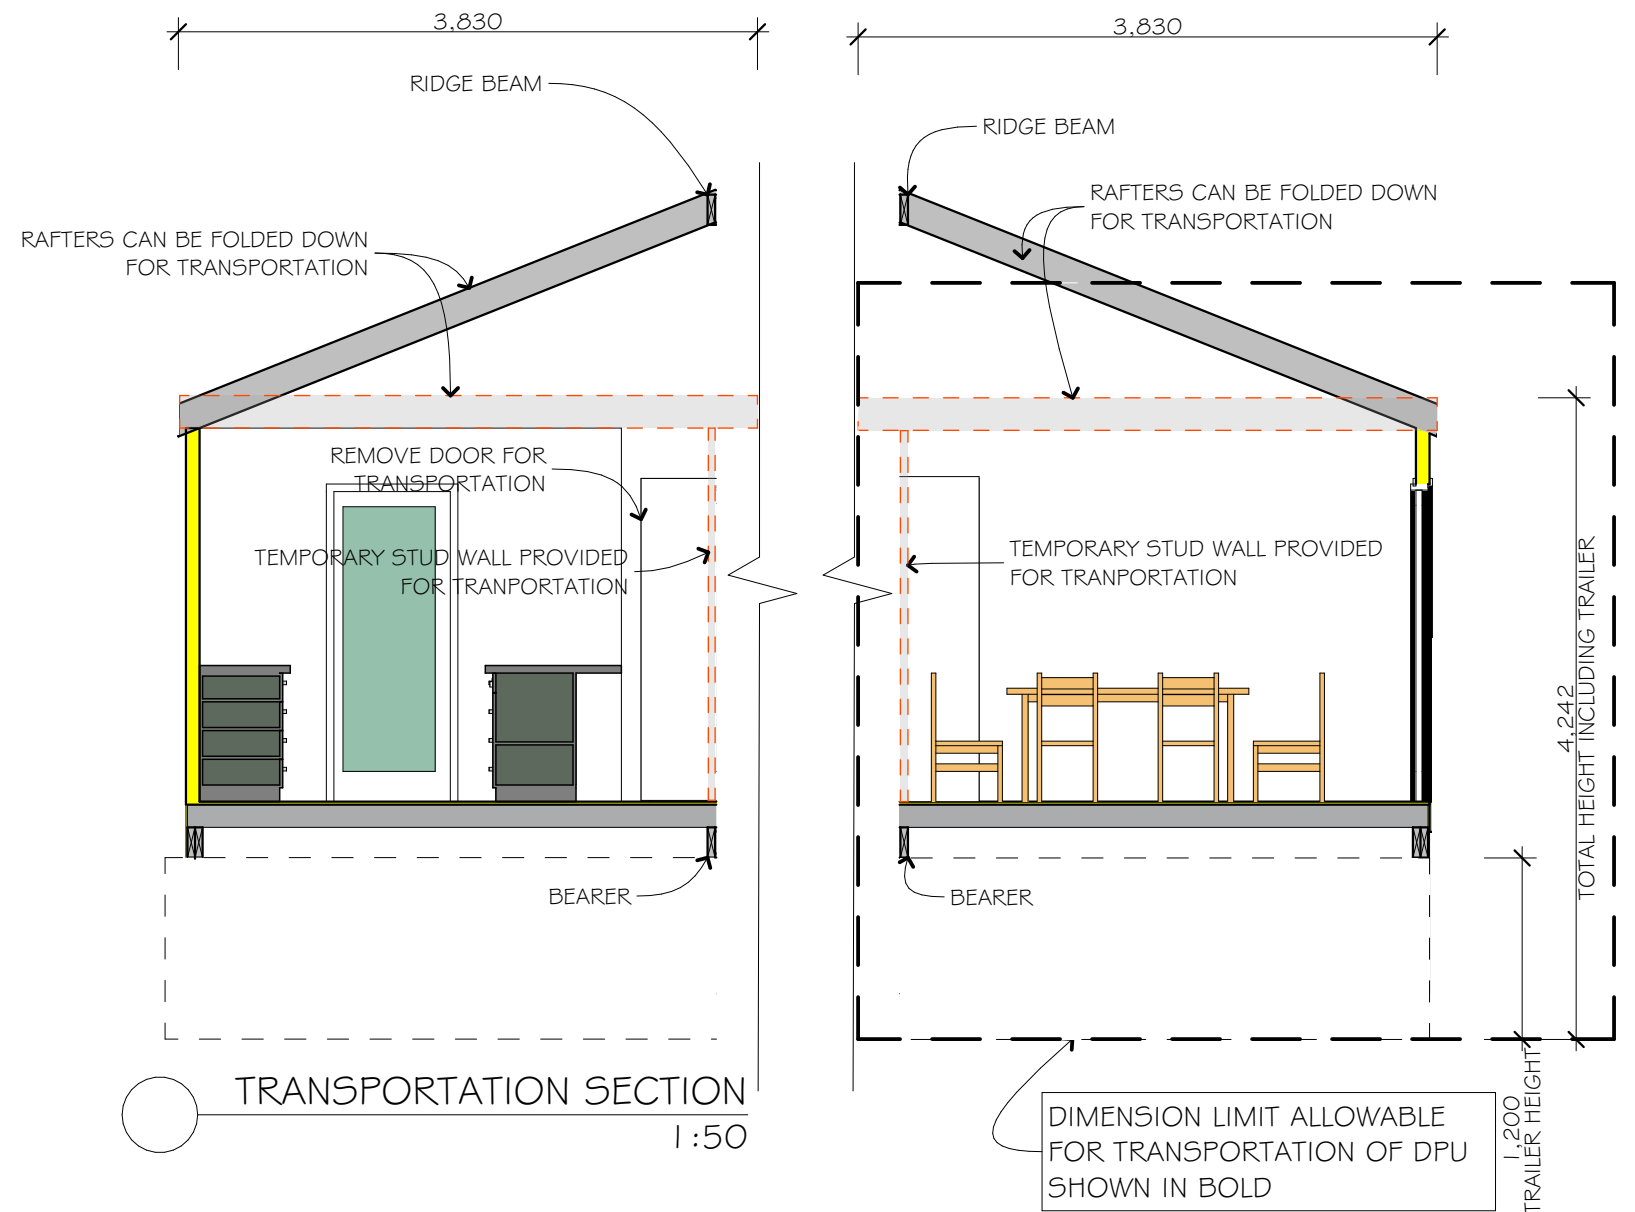 3,830
3,830
RIDGE BEAM
RIDGE BEAM
RAFTERS CAN BE FOLDED DOWN
FOR TRANSPORTATION
RAFTERS CAN BE FOLDED DOWN
FOR TRANSPORTATION
REMOVE DOOR FOR
TRANSPORTATION
TEMPORARY STUD WALL PROVIDED
FOR TRANPORTATION
TEMPORARY STUD WALL PROVIDED
FOR TRANPORTATION
4,242
TOTAL HEIGHT INCLUDING TRAILER
BEARER
BEARER
TRANSPORTATION SECTION
1:50
DIMENSION LIMIT ALLOWABLE
FOR TRANSPORTATION OF DPU
SHOWN IN BOLD
1,200
TRAILER HEIGHT